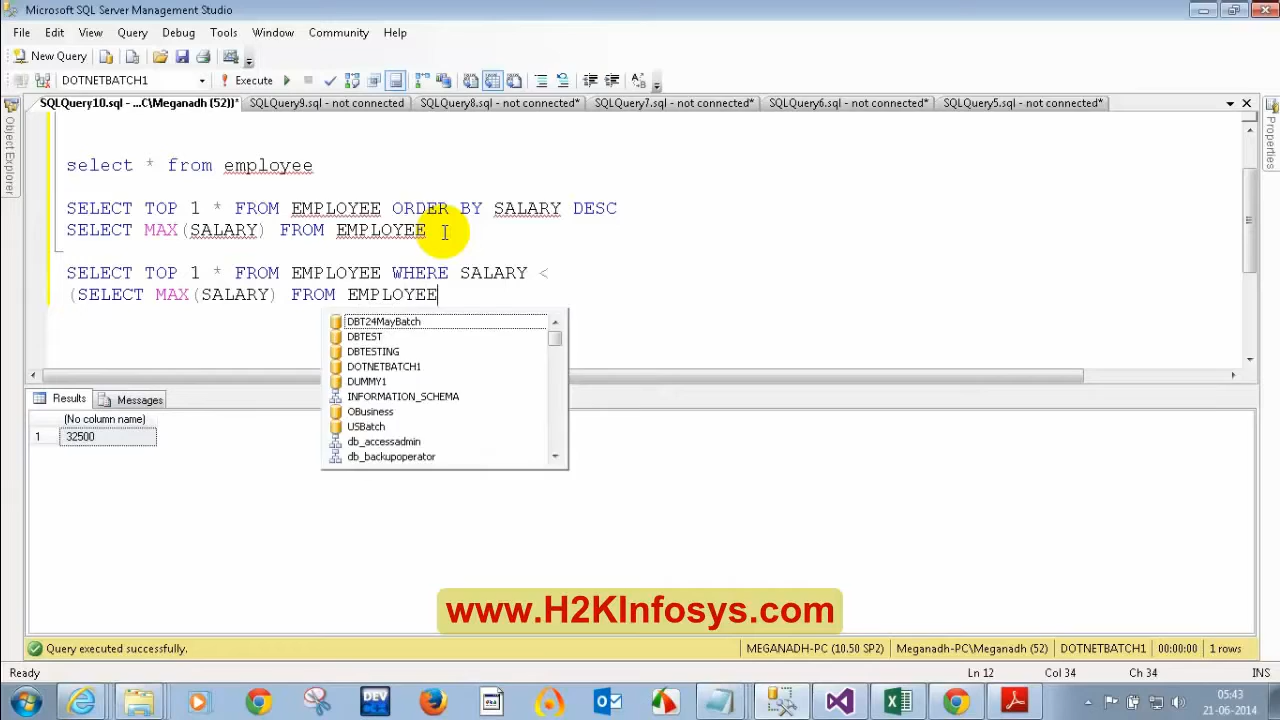 Microsoft SQL Server Management Studio
File Edit View Query Debug Tools Window Community Help
New Query
DOTNETBATCH1 Execute
SQLQuery10.sql - ...C\Meganadh (52))* SQLQuery9.sql - not connected SQLQuery8.sql - not connected* SQLQuery7.sql - not connected* SQLQuery6.sql - not connected* SQLQuery5.sql - not connected*
Object Explorer
Properties
select * from employee
SELECT TOP 1 * FROM EMPLOYEE ORDER BY SALARY DESC
SELECT MAX(SALARY) FROM EMPLOYEE
SELECT TOP 1 * FROM EMPLOYEE WHERE SALARY <
(SELECT MAX(SALARY) FROM EMPLOYEE
DBT24MayBatch
DBTEST
DBTESTING
DOTNETBATCH1
DUMMY1
INFORMATION_SCHEMA
OBusiness
USBatch
db_accessadmin
db_backupoperator
Results Messages
(No column name)
1 32500
www.H2KInfosys.com
Query executed successfully. MEGANADH-PC (10.50 SP2) Meganadh-PC\Meganadh (52) DOTNETBATCH1 00:00:00 1 rows
Ready Ln 12 Col 34 Ch 34 INS
DEV
05:43
21-06-2014